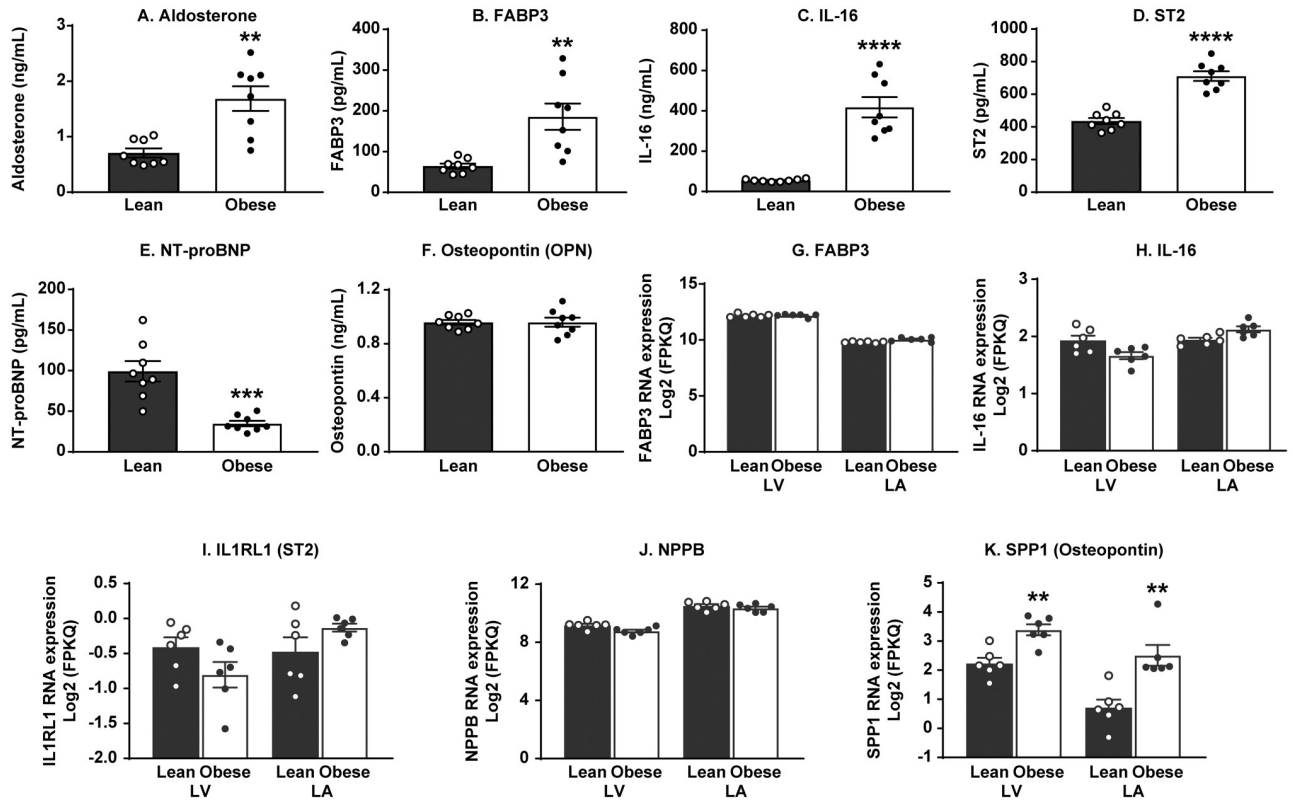 A. Aldosterone
Aldosterone (ng/mL)
3
2
1
0
**
Lean Obese
B. FABP3
FABP3 (pg/mL)
400
300
200
100
0
**
Lean Obese
C. IL-16
IL-16 (ng/mL)
800
600
400
200
0
****
Lean Obese
D. ST2
ST2 (pg/mL)
1000
800
600
400
200
0
****
Lean Obese
E. NT-proBNP
NT-proBNP (pg/mL)
200
150
100
50
0
***
Lean Obese
F. Osteopontin (OPN)
Osteopontin (ng/mL)
1.2
0.8
0.4
0.0
Lean Obese
G. FABP3
FABP3 RNA expression
Log2 (FPKQ)
15
10
5
0
Lean Obese Lean Obese
LV LA
H. IL-16
IL-16 RNA expression
Log2 (FPKQ)
3
2
1
0
Lean Obese Lean Obese
LV LA
I. IL1RL1 (ST2)
IL1RL1 RNA expression
Log2 (FPKQ)
0.5
0.0
-0.5
-1.0
-1.5
-2.0
Lean Obese Lean Obese
LV LA
J. NPPB
NPPB RNA expression
Log2 (FPKQ)
12
8
4
0
Lean Obese Lean Obese
LV LA
K. SPP1 (Osteopontin)
SPP1 RNA expression
Log2 (FPKQ)
5
4
3
2
1
0
-1
** **
Lean Obese Lean Obese
LV LA